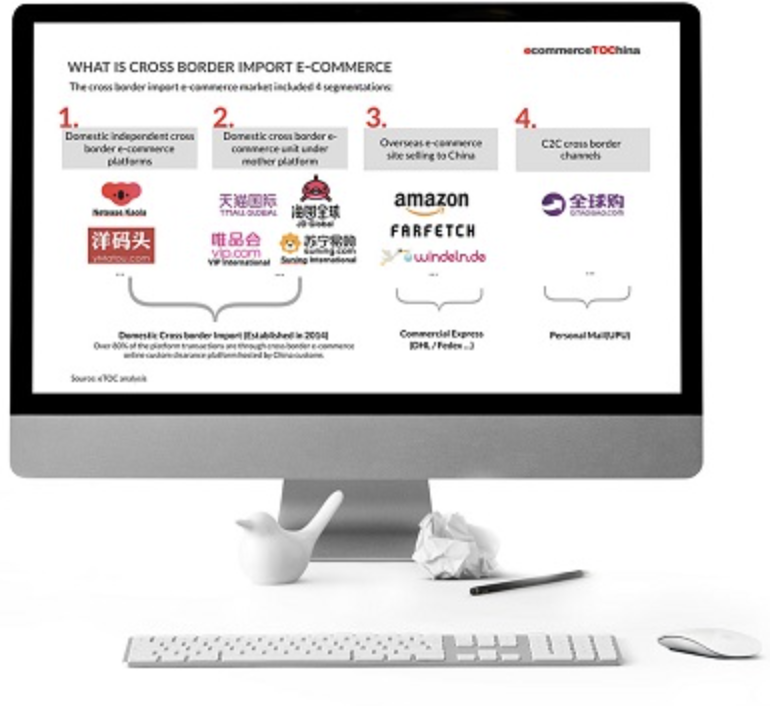 ecommerceTOChina
WHAT IS CROSS BORDER IMPORT E-COMMERCE
The cross border import e-commerce market included 4 segmentations:
1.
Domestic independent cross
border e-commerce
platforms
2.
Domestic cross border e-
commerce unit under
mother platform
3.
Overseas e-commerce
site selling to China
4.
C2C cross border
channels
Netease Kaola
洋码头
ymatou.com
天猫国际
TMALL GLOBAL
海囤全球
JD Global
唯品会
vip.com
VIP International
苏宁易购
suning.com
Suning International
amazon
FARFETCH
windeln.de
全球购
G.TAOBAO.COM
Domestic Cross border Import (Established in 2014)
Over 80% of the platform transactions are through cross border e-commerce
online custom clearance platform hosted by China customs
Commercial Express
(DHL / Fedex ...)
Personal Mail(UPU)
Source: eTOC analysis